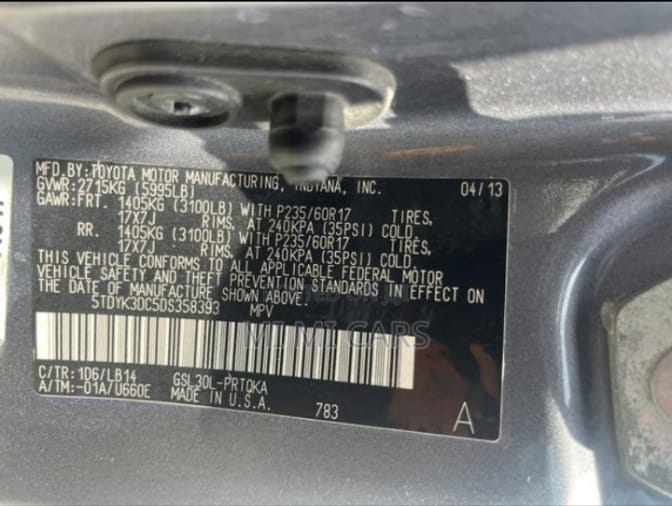 MFD.BY:TOYOTA MOTOR MANUFACTURING, INDIANA, INC. 04/13
GVWR:2715KG (5995LB)
GAWR:FRT. 1405KG (3100LB) WITH P235/60R17 TIRES,
17X7J RIMS, AT 240KPA (35PSI) COLD.
RR. 1405KG (3100LB) WITH P235/60R17 TIRES,
17X7J RIMS, AT 240KPA (35PSI) COLD.
THIS VEHICLE CONFORMS TO ALL APPLICABLE FEDERAL MOTOR
VEHICLE SAFETY AND THEFT PREVENTION STANDARDS IN EFFECT ON
THE DATE OF MANUFACTURE SHOWN ABOVE.
5TDYK3DC5DS358393 MPV
MI MI CARS
C/TR:1D6/LB14 GSL30L-PRTQKA
A/TM:-01A/U660E MADE IN U.S.A. 783 A